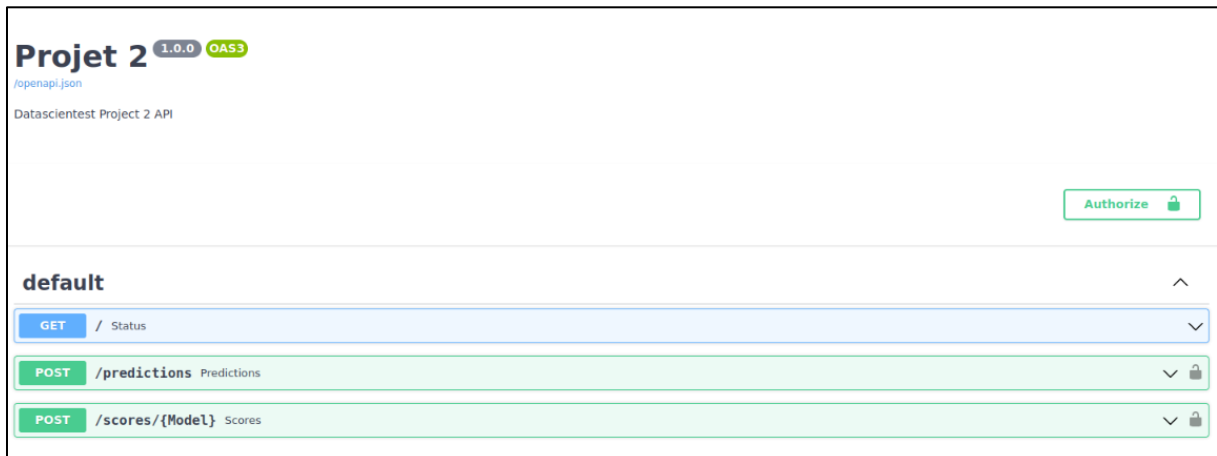 Projet 2 1.0.0 OAS3
/openapi.json
Datascientest Project 2 API
Authorize
default
GET / Status
POST /predictions Predictions
POST /scores/{Model} Scores